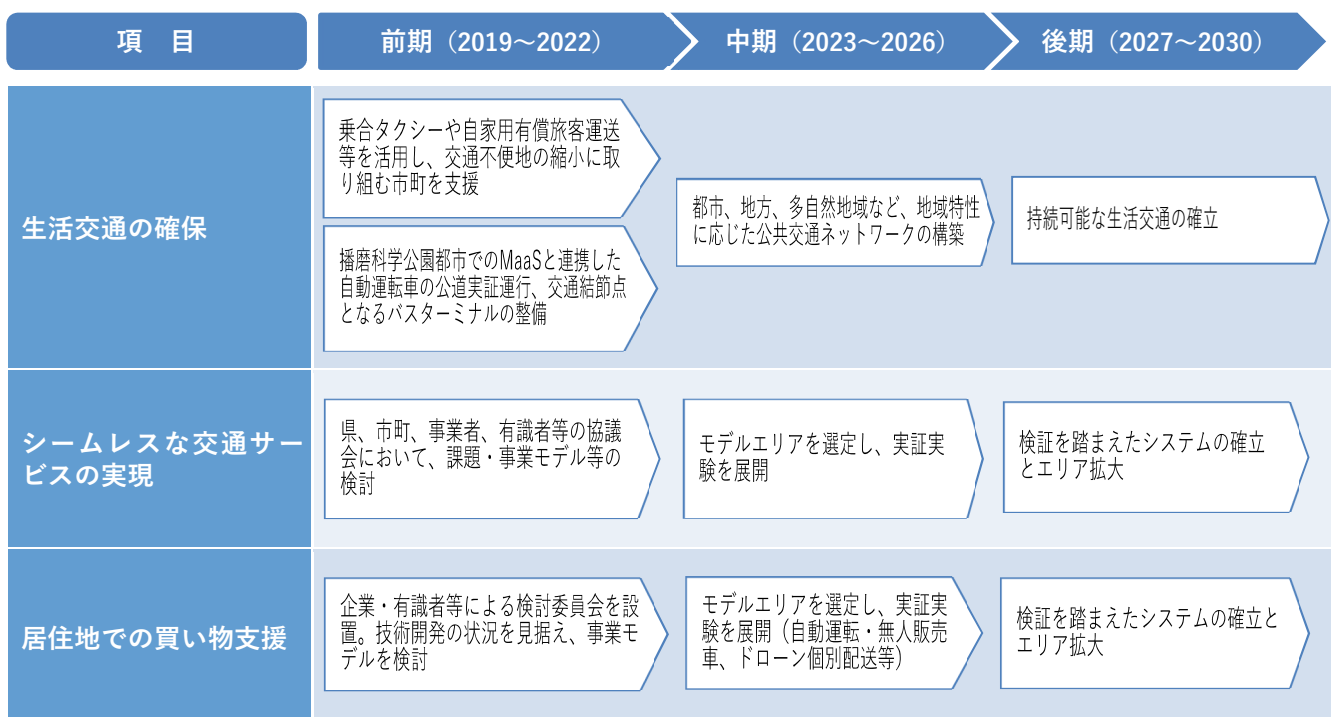 項　目
前期（2019～2022）
中期（2023～2026）
後期（2027～2030）
生活交通の確保
乗合タクシーや自家用有償旅客運送
等を活用し、交通不便地の縮小に取
り組む市町を支援
播磨科学公園都市でのMaaSと連携した
自動運転車の公道実証運行、交通結節点
となるバスターミナルの整備
都市、地方、多自然地域など、地域特性
に応じた公共交通ネットワークの構築
持続可能な生活交通の確立
シームレスな交通サー
ビスの実現
県、市町、事業者、有識者等の協議
会において、課題・事業モデル等の
検討
モデルエリアを選定し、実証実
験を展開
検証を踏まえたシステムの確立
とエリア拡大
居住地での買い物支援
企業・有識者等による検討委員会を設
置。技術開発の状況を見据え、事業モ
デルを検討
モデルエリアを選定し、実証実
験を展開（自動運転・無人販売
車、ドローン個別配送等）
検証を踏まえたシステムの確立と
エリア拡大